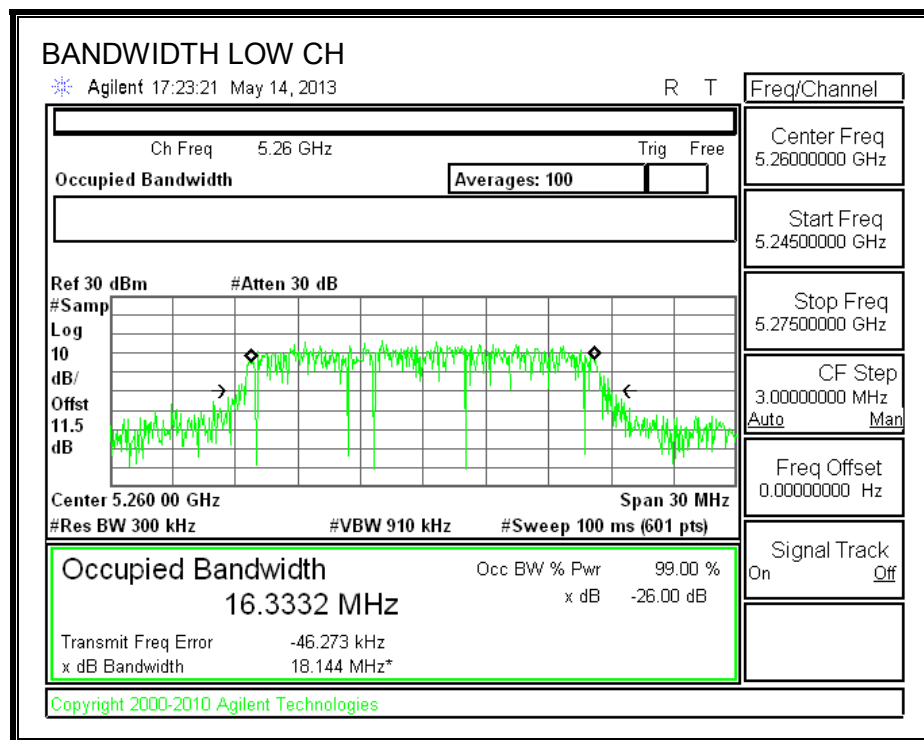 BANDWIDTH LOW CH
Agilent 17:23:21 May 14, 2013 R T
Freq/Channel
Ch Freq 5.26 GHz Trig Free
Occupied Bandwidth Averages: 100
Center Freq
5.26000000 GHz
Start Freq
5.24500000 GHz
Stop Freq
5.27500000 GHz
CF Step
3.00000000 MHz
Auto Man
Freq Offset
0.00000000 Hz
Signal Track
On Off
Ref 30 dBm #Atten 30 dB
#Samp
Log
10
dB/
Offst
11.5
dB
Center 5.260 00 GHz Span 30 MHz
#Res BW 300 kHz #VBW 910 kHz #Sweep 100 ms (601 pts)
Occupied Bandwidth Occ BW % Pwr 99.00 %
16.3332 MHz x dB -26.00 dB
Transmit Freq Error -46.273 kHz
x dB Bandwidth 18.144 MHz*
Copyright 2000-2010 Agilent Technologies